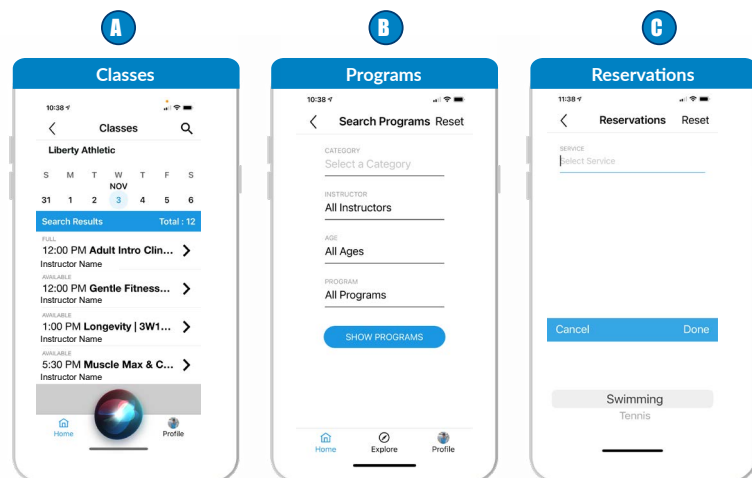 A
Classes
10:38
Classes
Liberty Athletic
S M T W T F S
NOV
31 1 2 3 4 5 6
Search Results Total : 12
FULL
12:00 PM Adult Intro Clin...
Instructor Name
AVAILABLE
12:00 PM Gentle Fitness...
Instructor Name
AVAILABLE
1:00 PM Longevity | 3W1...
Instructor Name
AVAILABLE
5:30 PM Muscle Max & C...
Instructor Name
Home Profile
B
Programs
10:38
Search Programs Reset
CATEGORY
Select a Category
INSTRUCTOR
All Instructors
AGE
All Ages
PROGRAM
All Programs
SHOW PROGRAMS
Home Explore Profile
C
Reservations
11:38
Reservations Reset
SERVICE
Select Service
Cancel Done
Swimming
Tennis